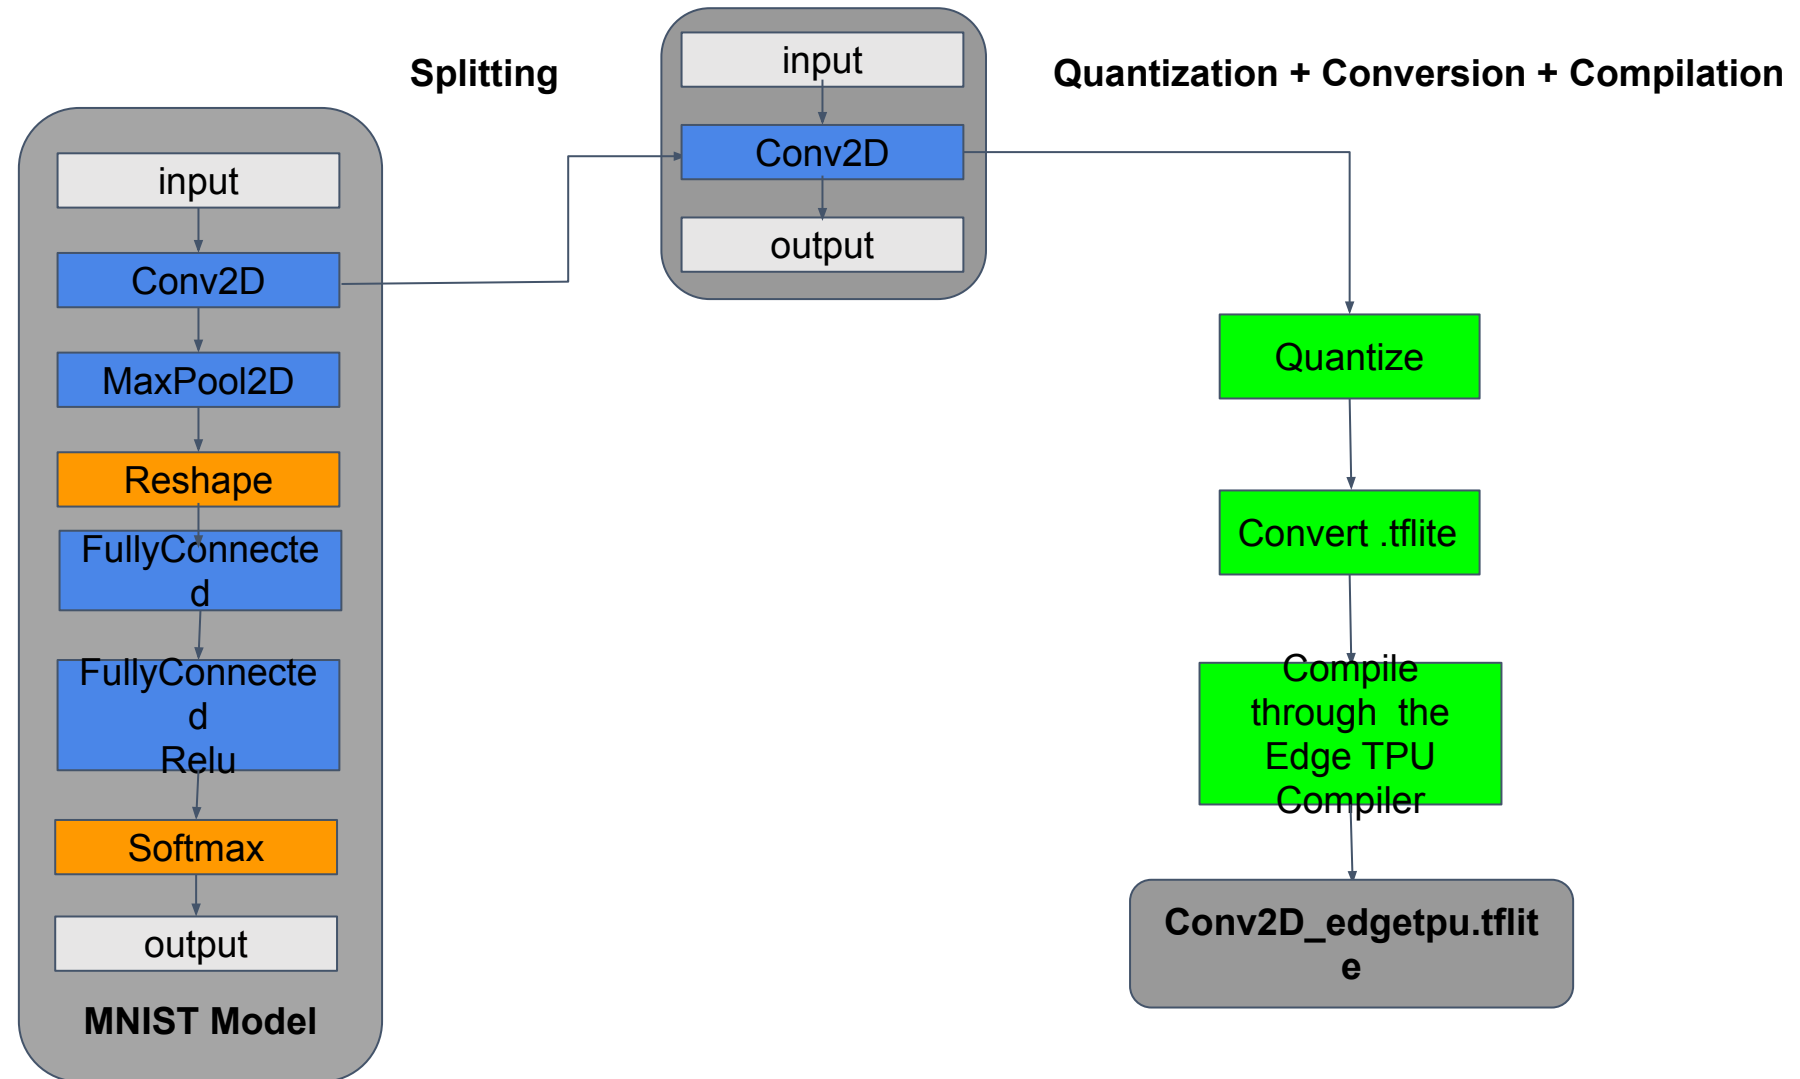 Splitting
Quantization + Conversion + Compilation
input
Conv2D
MaxPool2D
Reshape
FullyConnecte
d
FullyConnecte
d
Relu
Softmax
output
MNIST Model
input
Conv2D
output
Quantize
Convert .tflite
Compile
through  the
Edge TPU
Compiler
Conv2D_edgetpu.tflit
e